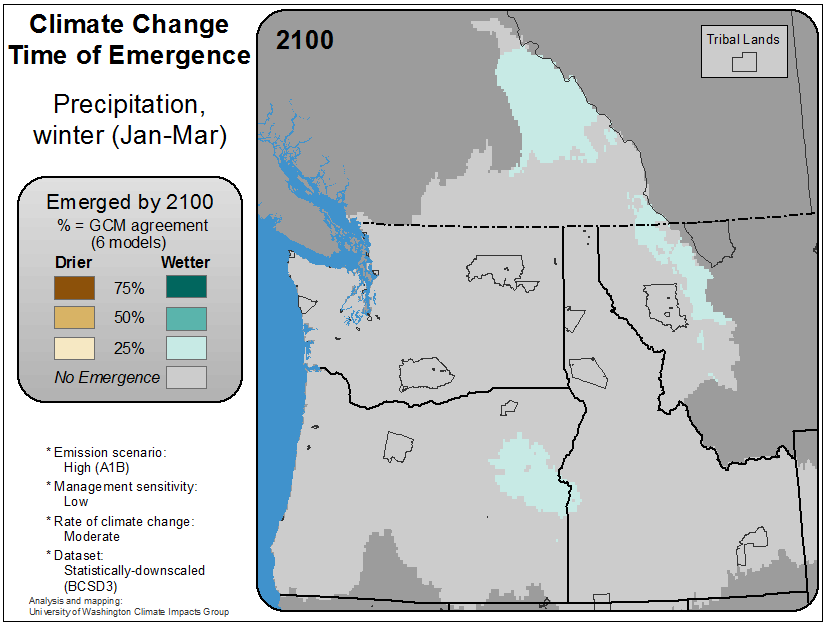 Climate Change
Time of Emergence
Precipitation,
winter (Jan-Mar)
Emerged by 2100
% = GCM agreement
(6 models)
Drier Wetter
75%
50%
25%
No Emergence
* Emission scenario:
High (A1B)
* Management sensitivity:
Low
* Rate of climate change:
Moderate
* Dataset:
Statistically-downscaled
(BCSD3)
Analysis and mapping:
University of Washington Climate Impacts Group
2100
Tribal Lands